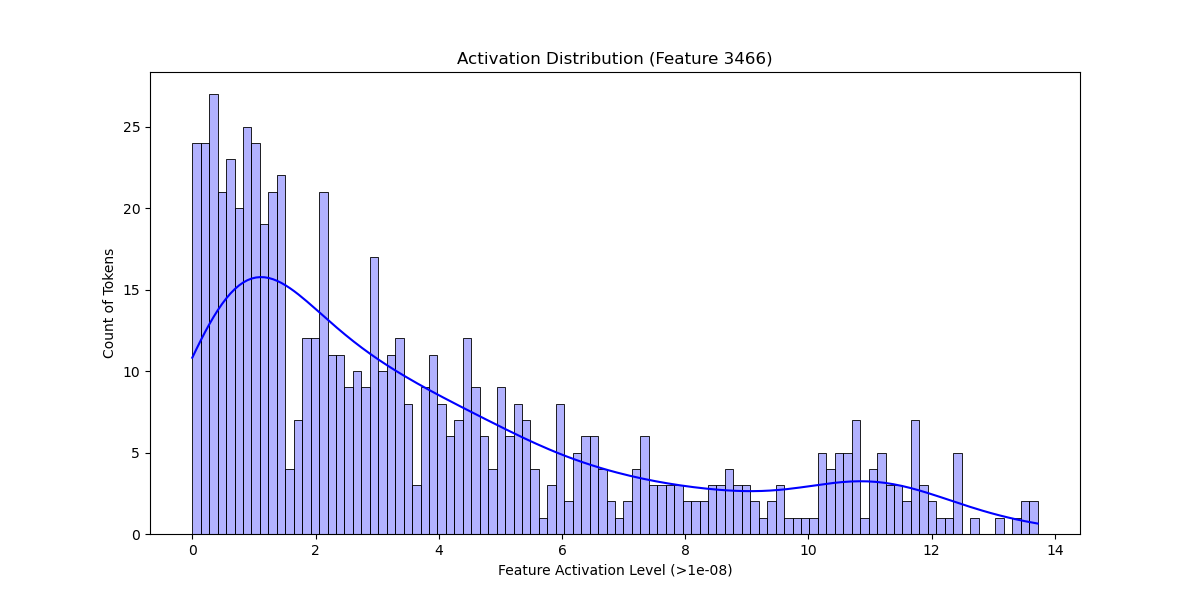 Activation Distribution (Feature 3466)
Count of Tokens
25
20
15
10
5
0
0 2 4 6 8 10 12 14
Feature Activation Level (>1e-08)